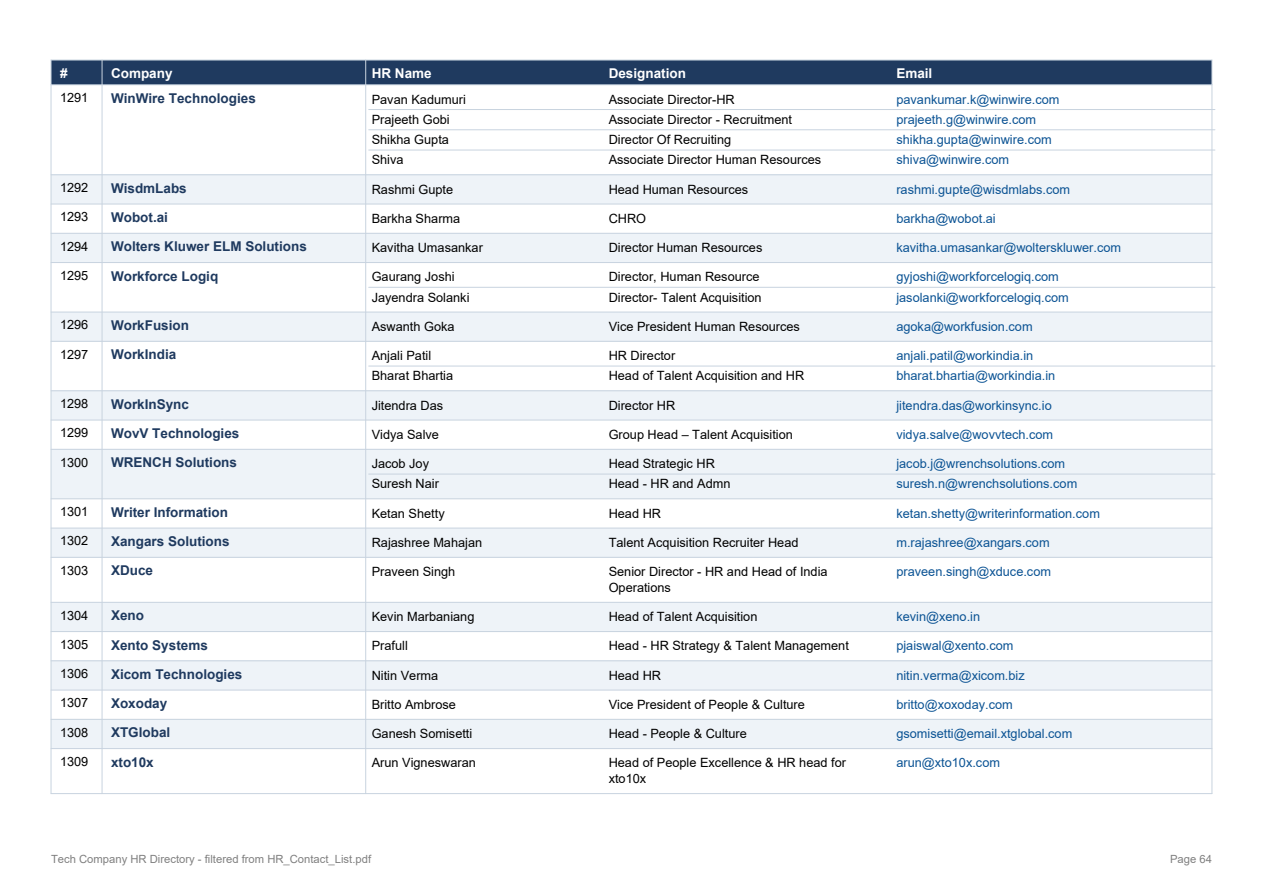 # Company HR Name Designation Email
1291 WinWire Technologies Pavan Kadumuri Associate Director-HR pavankumar.k@winwire.com
Prajeeth Gobi Associate Director - Recruitment prajeeth.g@winwire.com
Shikha Gupta Director Of Recruiting shikha.gupta@winwire.com
Shiva Associate Director Human Resources shiva@winwire.com
1292 WisdmLabs Rashmi Gupte Head Human Resources rashmi.gupte@wisdmlabs.com
1293 Wobot.ai Barkha Sharma CHRO barkha@wobot.ai
1294 Wolters Kluwer ELM Solutions Kavitha Umasankar Director Human Resources kavitha.umasankar@wolterskluwer.com
1295 Workforce Logiq Gaurang Joshi Director, Human Resource gyjoshi@workforcelogiq.com
Jayendra Solanki Director- Talent Acquisition jasolanki@workforcelogiq.com
1296 WorkFusion Aswanth Goka Vice President Human Resources agoka@workfusion.com
1297 WorkIndia Anjali Patil HR Director anjali.patil@workindia.in
Bharat Bhartia Head of Talent Acquisition and HR bharat.bhartia@workindia.in
1298 WorkInSync Jitendra Das Director HR jitendra.das@workinsync.io
1299 WovV Technologies Vidya Salve Group Head – Talent Acquisition vidya.salve@wovvtech.com
1300 WRENCH Solutions Jacob Joy Head Strategic HR jacob.j@wrenchsolutions.com
Suresh Nair Head - HR and Admn suresh.n@wrenchsolutions.com
1301 Writer Information Ketan Shetty Head HR ketan.shetty@writerinformation.com
1302 Xangars Solutions Rajashree Mahajan Talent Acquisition Recruiter Head m.rajashree@xangars.com
1303 XDuce Praveen Singh Senior Director - HR and Head of India praveen.singh@xduce.com
Operations
1304 Xeno Kevin Marbaniang Head of Talent Acquisition kevin@xeno.in
1305 Xento Systems Prafull Head - HR Strategy & Talent Management pjaiswal@xento.com
1306 Xicom Technologies Nitin Verma Head HR nitin.verma@xicom.biz
1307 Xoxoday Britto Ambrose Vice President of People & Culture britto@xoxoday.com
1308 XTGlobal Ganesh Somisetti Head - People & Culture gsomisetti@email.xtglobal.com
1309 xto10x Arun Vigneswaran Head of People Excellence & HR head for arun@xto10x.com
xto10x
Tech Company HR Directory - filtered from HR_Contact_List.pdf Page 64